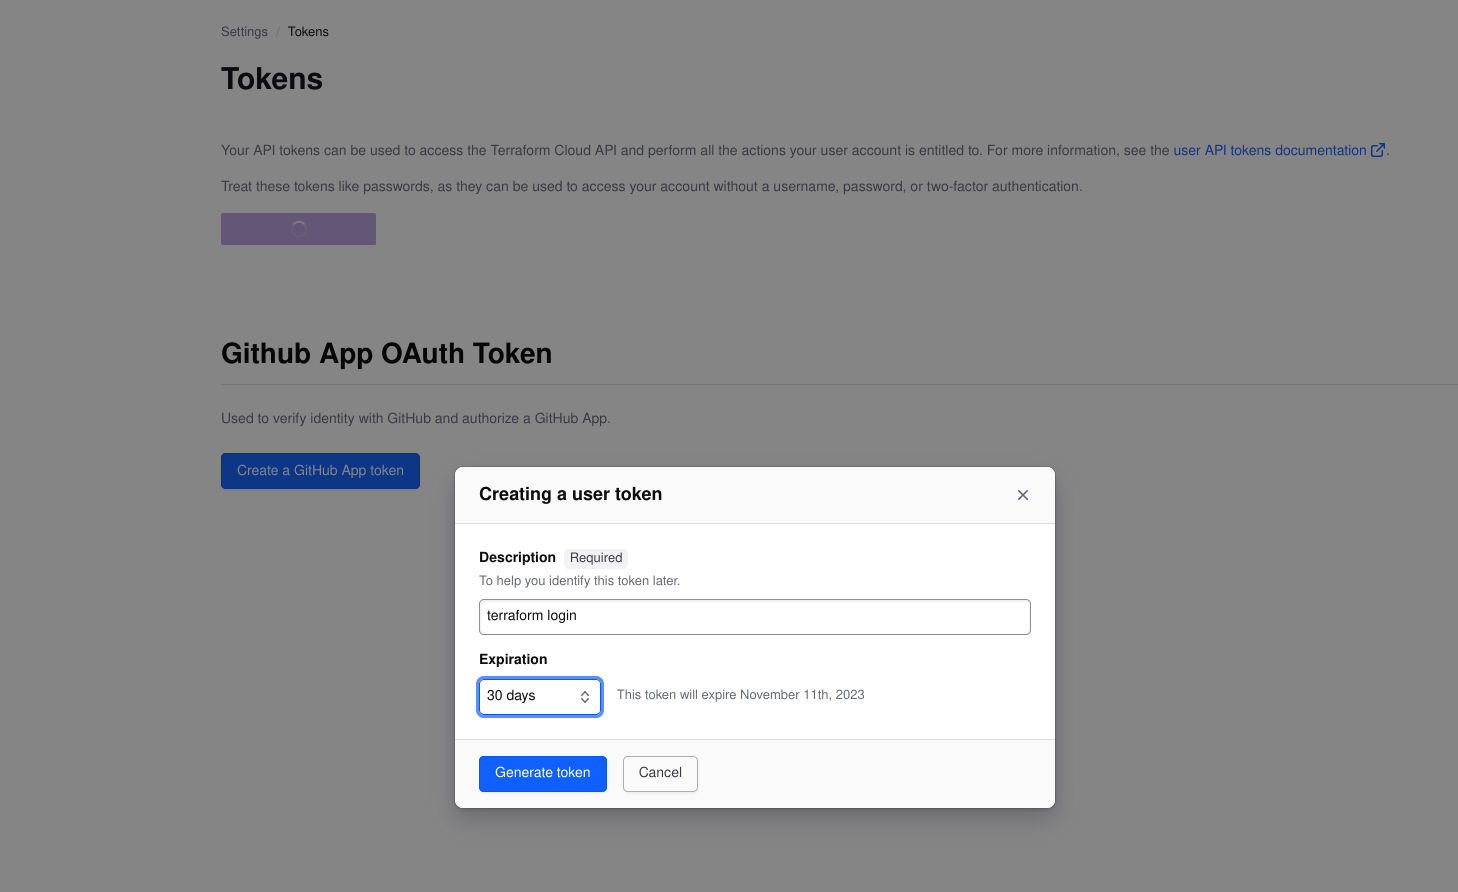 Settings / Tokens
Tokens
Your API tokens can be used to access the Terraform Cloud API and perform all the actions your user account is entitled to. For more information, see the user API tokens documentation.
Treat these tokens like passwords, as they can be used to access your account without a username, password, or two-factor authentication.
Github App OAuth Token
Used to verify identity with GitHub and authorize a GitHub App.
Create a GitHub App token
Creating a user token
Description Required
To help you identify this token later.
terraform login
Expiration
30 days This token will expire November 11th, 2023
Generate token Cancel